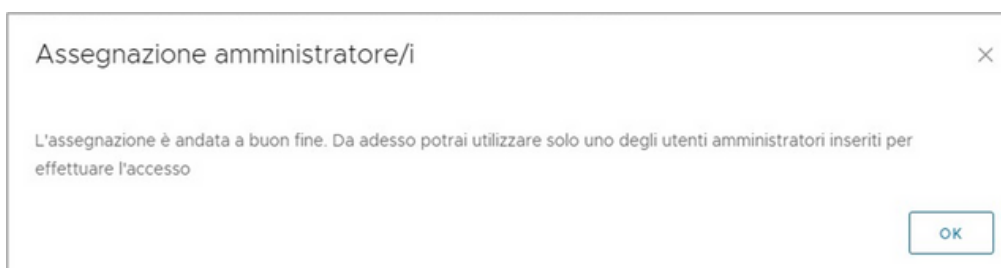 Assegnazione amministratore/i
L'assegnazione è andata a buon fine. Da adesso potrai utilizzare solo uno degli utenti amministratori inseriti per
effettuare l'accesso
OK